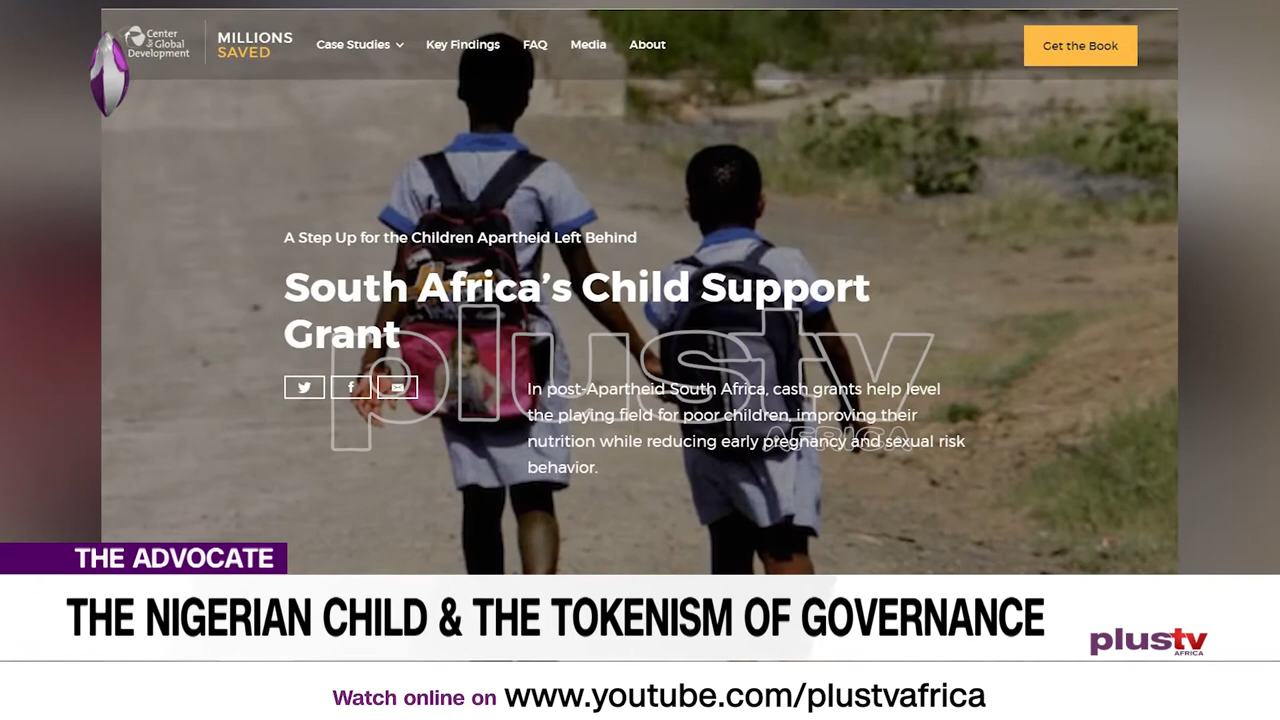 Center for Global Development
MILLIONS SAVED
Case Studies
Key Findings
FAQ
Media
About
Get the Book
A Step Up for the Children Apartheid Left Behind
South Africa's Child Support
Grant
In post-Apartheid South Africa, cash grants help level
the playing field for poor children, improving their
nutrition while reducing early pregnancy and sexual risk
behavior.
plustv
AFRICA
THE ADVOCATE
THE NIGERIAN CHILD & THE TOKENISM OF GOVERNANCE
plustv
AFRICA
Watch online on www.youtube.com/plustvafrica